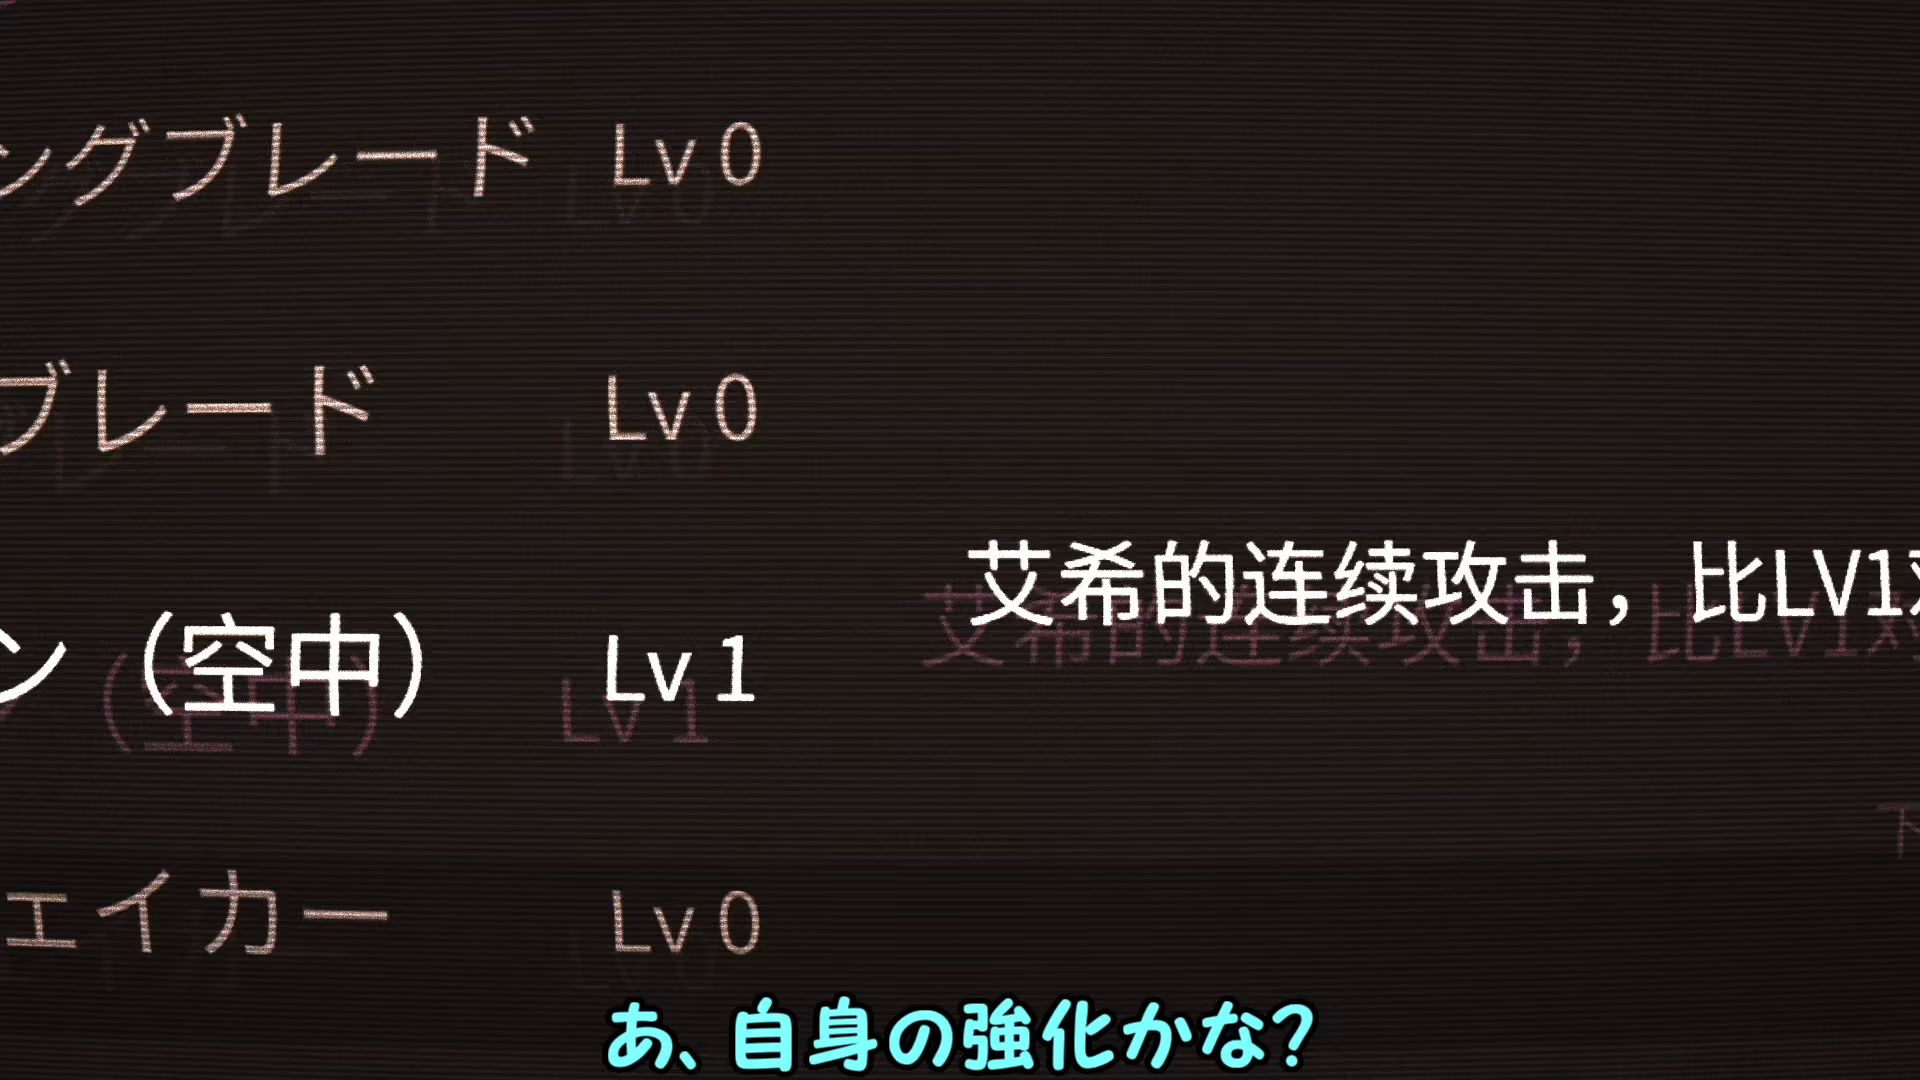 ングブレード Lv 0
ブレード Lv 0
艾希的连续攻击，比LV1对
ン（空中） Lv 1
下
ェイカー Lv 0
あ、自身の強化かな?